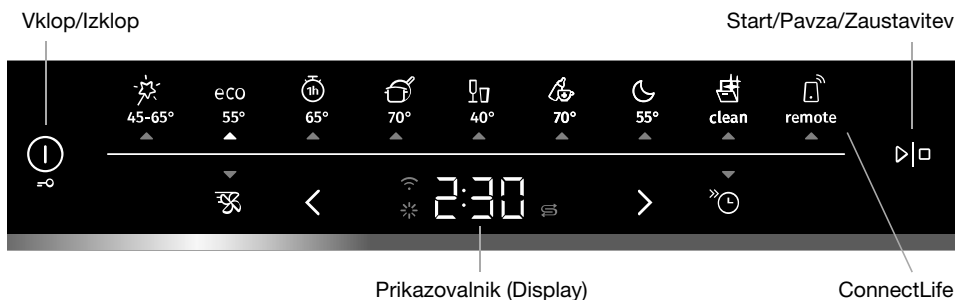 Vklop/Izklop
Start/Pavza/Zaustavitev
45-65°
eco
55°
1h
65°
70°
40°
70°
55°
clean
remote
2:30
Prikazovalnik (Display)
ConnectLife